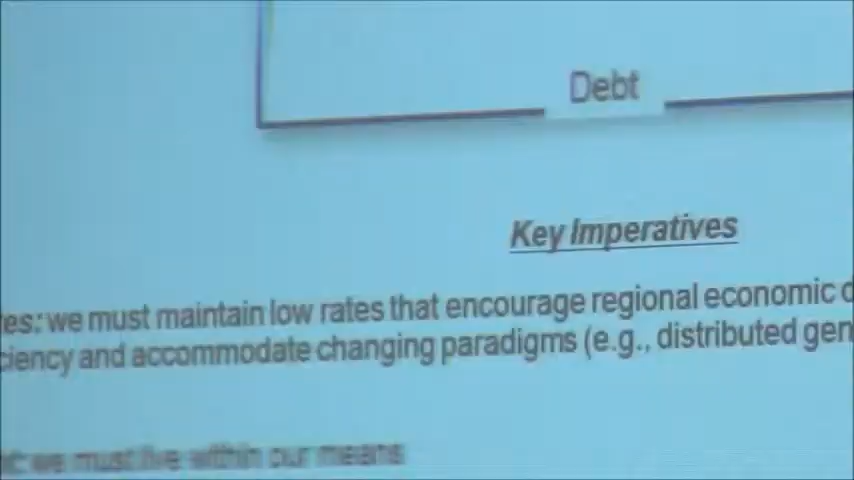 Debt
Key Imperatives
es: we must maintain low rates that encourage regional economic d
ciency and accommodate changing paradigms (e.g., distributed gen
t: we must live within our means